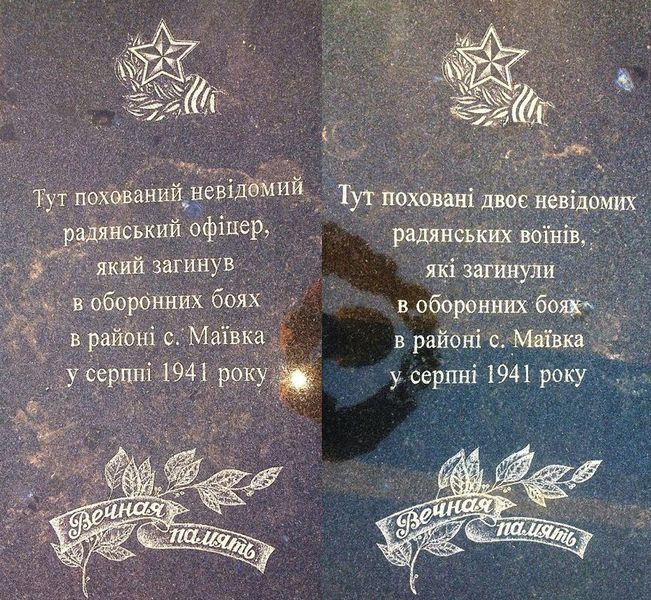 Тут похований невідомий
радянський офіцер,
який загинув
в оборонних боях
в районі с. Маївка
у серпні 1941 року
Вечная
память
Тут поховані двоє невідомих
радянських воїнів,
які загинули
в оборонних боях
в районі с. Маївка
у серпні 1941 року
Вечная
память